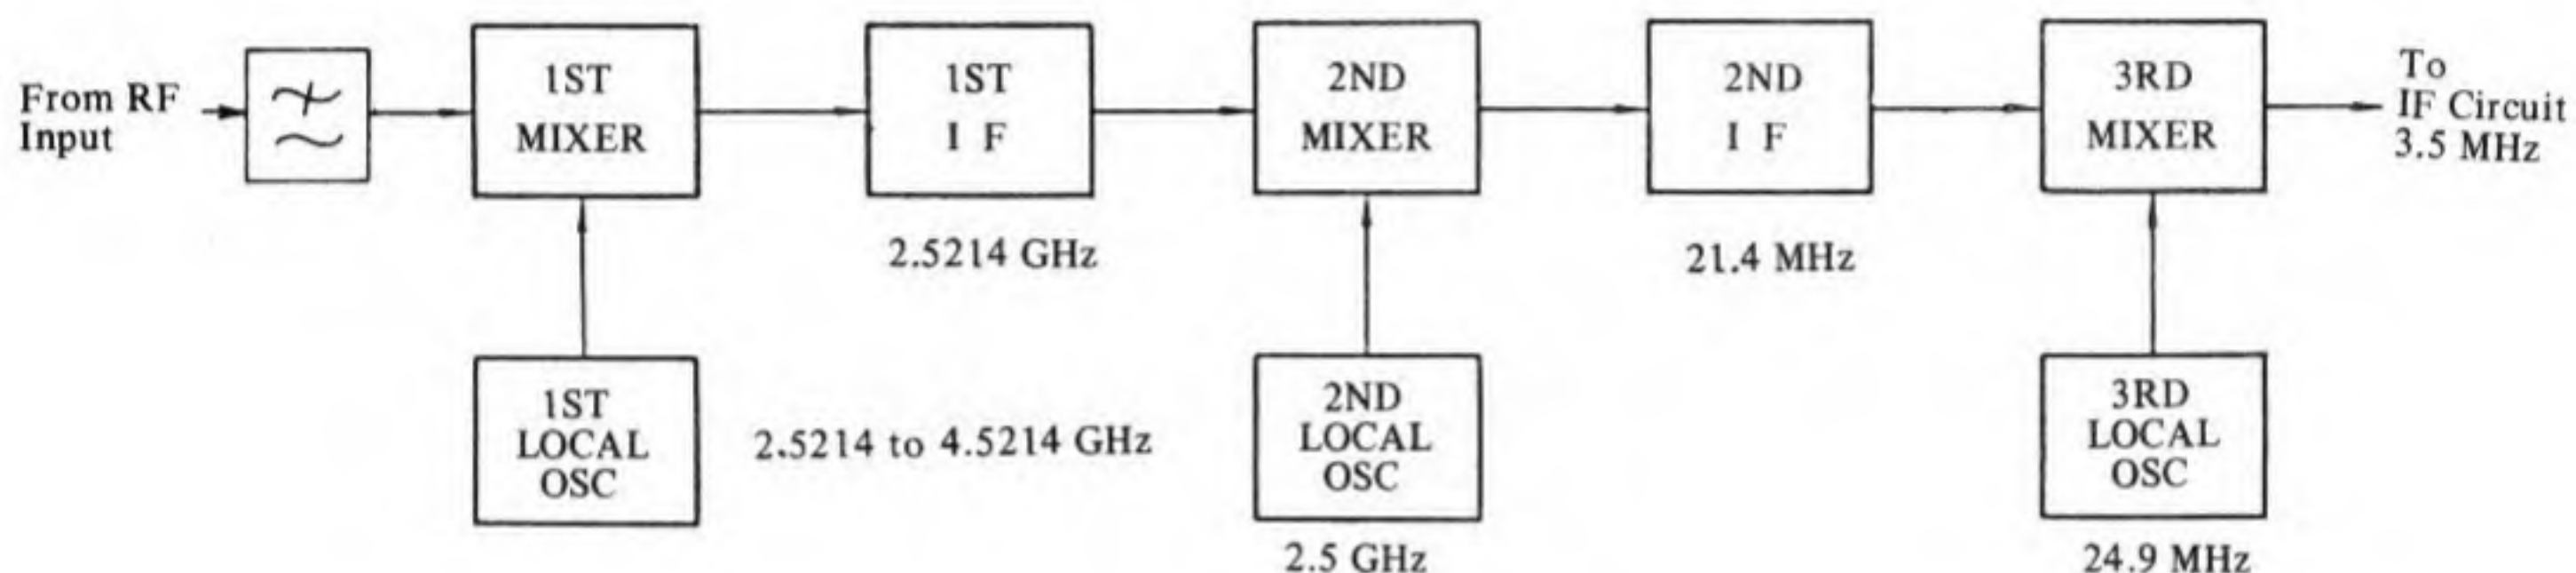 From RF
Input
1ST
MIXER
1ST
I F
2ND
MIXER
2ND
I F
3RD
MIXER
To
IF Circuit
3.5 MHz
2.5214 GHz
21.4 MHz
1ST
LOCAL
OSC
2.5214 to 4.5214 GHz
2ND
LOCAL
OSC
2.5 GHz
3RD
LOCAL
OSC
24.9 MHz